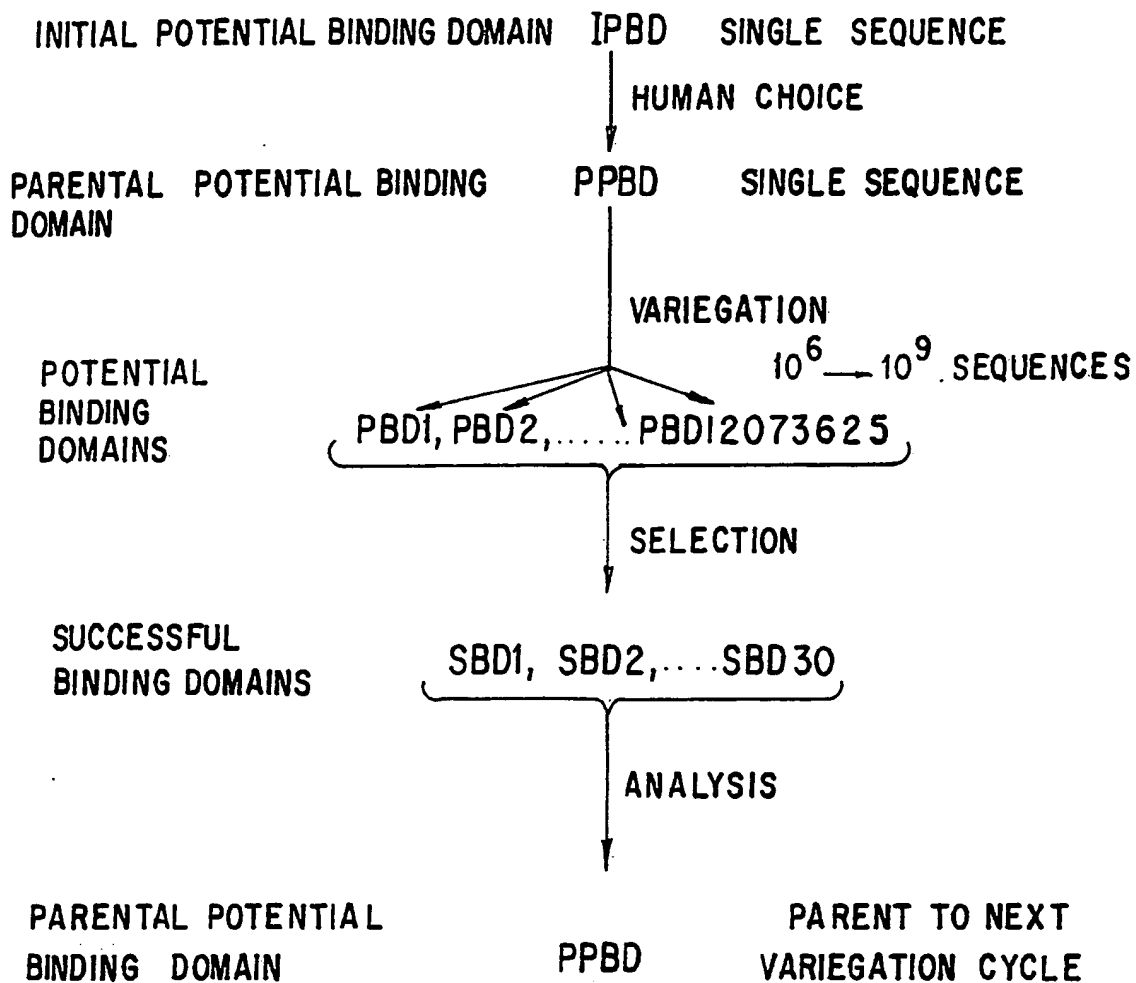 INITIAL POTENTIAL BINDING DOMAIN IPBD SINGLE SEQUENCE
HUMAN CHOICE
PARENTAL POTENTIAL BINDING DOMAIN PPBD SINGLE SEQUENCE
VARIEGATION
10^6 → 10^9 SEQUENCES
POTENTIAL
BINDING
DOMAINS
PBD1, PBD2, ...... PBD12073625
SELECTION
SUCCESSFUL
BINDING DOMAINS
SBD1, SBD2, .... SBD30
ANALYSIS
PARENTAL POTENTIAL
BINDING DOMAIN
PPBD
PARENT TO NEXT
VARIEGATION CYCLE